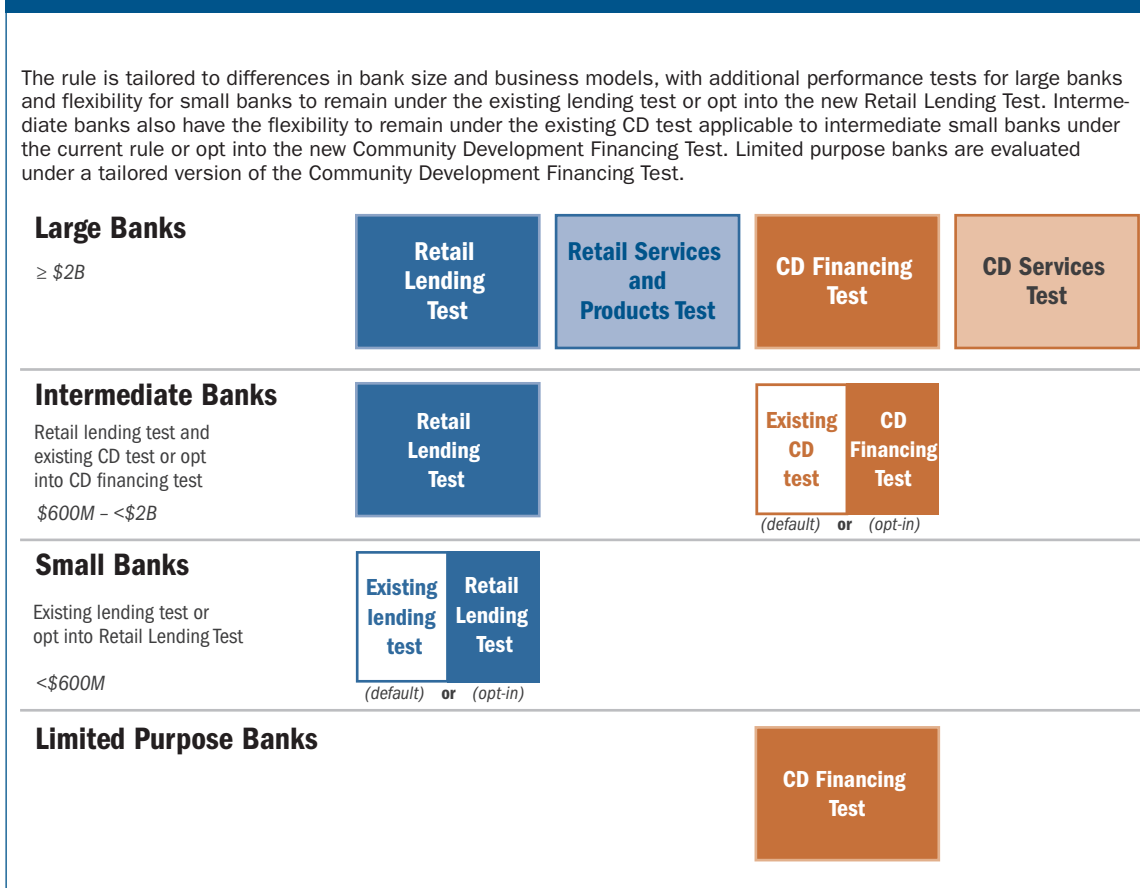 The rule is tailored to differences in bank size and business models, with additional performance tests for large banks
and flexibility for small banks to remain under the existing lending test or opt into the new Retail Lending Test. Interme-
diate banks also have the flexibility to remain under the existing CD test applicable to intermediate small banks under
the current rule or opt into the new Community Development Financing Test. Limited purpose banks are evaluated
under a tailored version of the Community Development Financing Test.
Large Banks
≥ $2B
Retail
Lending
Test
Retail Services
and
Products Test
CD Financing
Test
CD Services
Test
Intermediate Banks
Retail lending test and
existing CD test or opt
into CD financing test
$600M – <$2B
Retail
Lending
Test
Existing
CD
test
CD
Financing
Test
(default) or (opt-in)
Small Banks
Existing lending test or
opt into Retail Lending Test
<$600M
Existing
lending
test
Retail
Lending
Test
(default) or (opt-in)
Limited Purpose Banks
CD Financing
Test